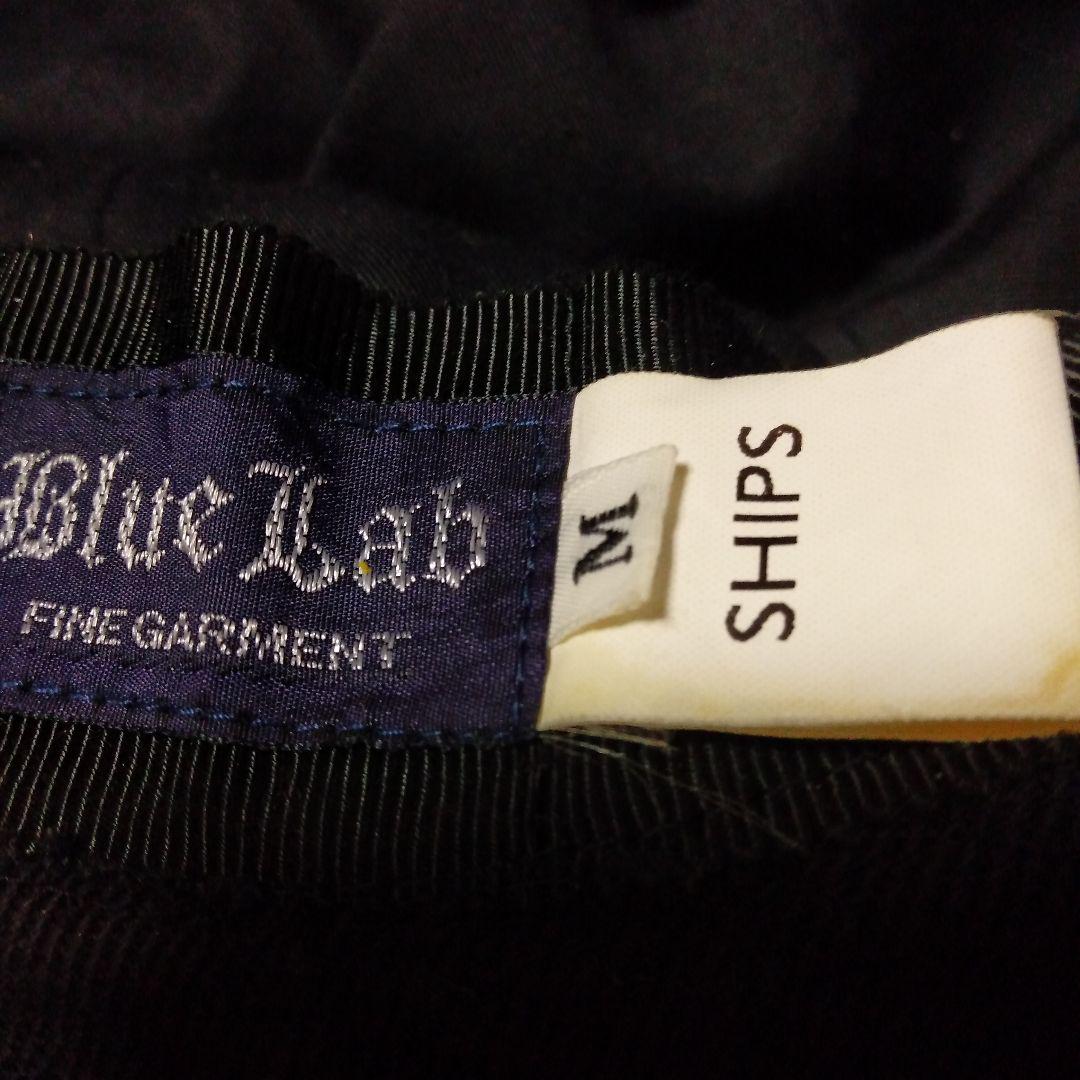 Blue Lab
FINE GARMENT
M
SHIPS